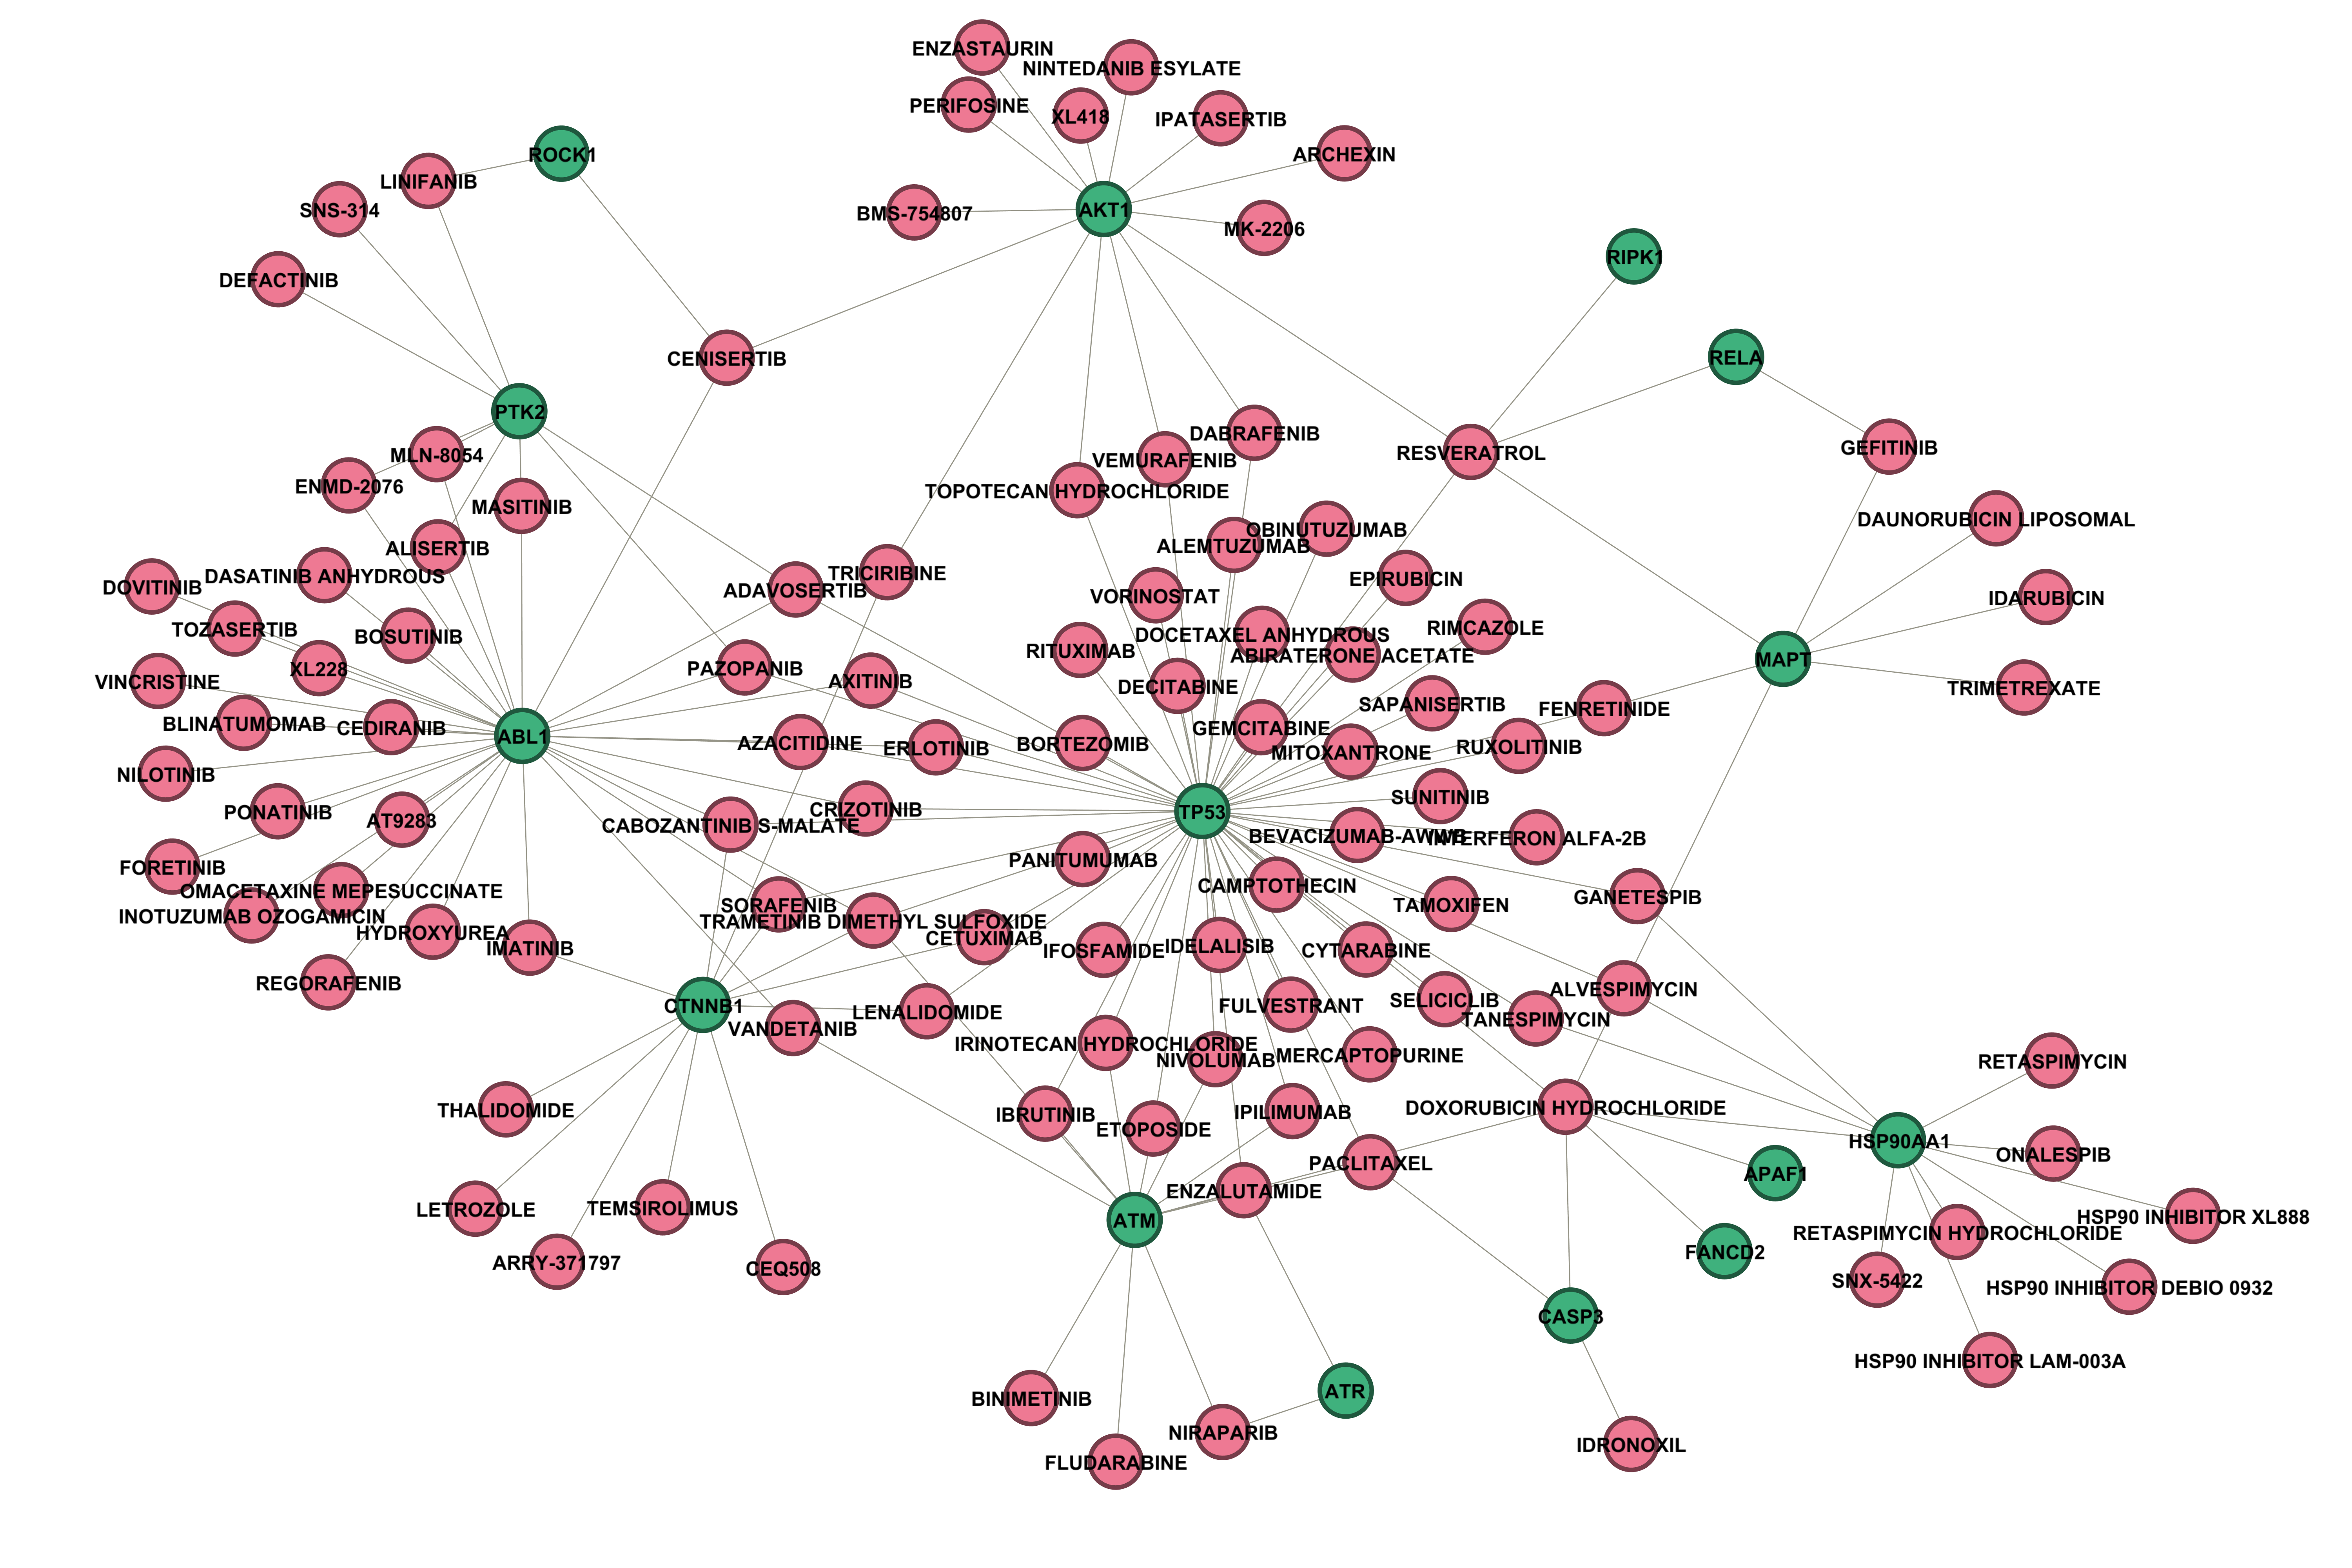 ENZASTAURIN
NINTEDANIB ESYLATE
PERIFOSINE
XL418
IPATASERTIB
ROCK1
ARCHEXIN
LINIFANIB
SNS-314
BMS-754807
AKT1
MK-2206
RIPK1
DEFACTINIB
CENISERTIB
RELA
PTK2
DABRAFENIB
MLN-8054
VEMURAFENIB
RESVERATROL
GEFITINIB
ENMD-2076
TOPOTECAN HYDROCHLORIDE
MASITINIB
DAUNORUBICIN LIPOSOMAL
OBINUTUZUMAB
ALISERTIB
ALEMTUZUMAB
DASATINIB ANHYDROUS
TRICIRIBINE
EPIRUBICIN
DOVITINIB
ADAVOSERTIB
VORINOSTAT
IDARUBICIN
TOZASERTIB
BOSUTINIB
DOCETAXEL ANHYDROUS
RIMCAZOLE
RITUXIMAB
ABIRATERONE ACETATE
MAPT
XL228
PAZOPANIB
VINCRISTINE
AXITINIB
DECITABINE
TRIMETREXATE
SAPANISERTIB
FENRETINIDE
BLINATUMOMAB
CEDIRANIB
ABL1
GEMCITABINE
AZACITIDINE
ERLOTINIB
BORTEZOMIB
MITOXANTRONE
RUXOLITINIB
NILOTINIB
SUNITINIB
PONATINIB
AT9283
CRIZOTINIB
TP53
CABOZANTINIB S-MALATE
BEVACIZUMAB-AWWB
INTERFERON ALFA-2B
FORETINIB
PANITUMUMAB
OMACETAXINE MEPESUCCINATE
CAMPTOTHECIN
GANETESPIB
INOTUZUMAB OZOGAMICIN
SORAFENIB
TAMOXIFEN
TRAMETINIB DIMETHYL SULFOXIDE
HYDROXYUREA
CETUXIMAB
IMATINIB
IFOSFAMIDE
IDELALISIB
CYTARABINE
REGORAFENIB
ALVESPIMYCIN
CTNNB1
LENALIDOMIDE
FULVESTRANT
SELICICLIB
TANESPIMYCIN
VANDETANIB
IRINOTECAN HYDROCHLORIDE
NIVOLUMAB
MERCAPTOPURINE
RETASPIMYCIN
THALIDOMIDE
IBRUTINIB
IPILIMUMAB
DOXORUBICIN HYDROCHLORIDE
ETOPOSIDE
HSP90AA1
ONALESPIB
PACLITAXEL
APAF1
ENZALUTAMIDE
LETROZOLE
TEMSIROLIMUS
ATM
HSP90 INHIBITOR XL888
RETASPIMYCIN HYDROCHLORIDE
FANCD2
ARRY-371797
CEQ508
SNX-5422
HSP90 INHIBITOR DEBIO 0932
CASP3
HSP90 INHIBITOR LAM-003A
ATR
BINIMETINIB
NIRAPARIB
IDRONOXIL
FLUDARABINE